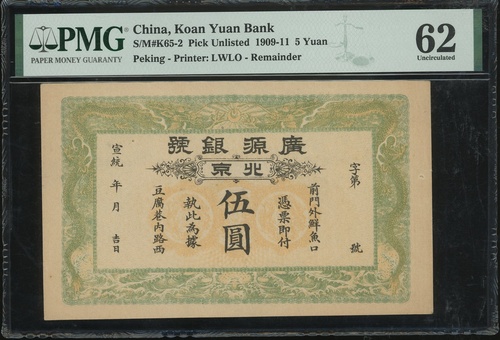 PMG
PAPER MONEY GUARANTY
China, Koan Yuan Bank
S/M#K65-2 Pick Unlisted 1909-11 5 Yuan
Peking - Printer: LWLO - Remainder
62
Uncirculated
廣源銀號
北京
字第
號
前門外鮮魚口
憑票即付
伍圓
執此為據
豆腐巷內路西
宣統
年
月
吉日